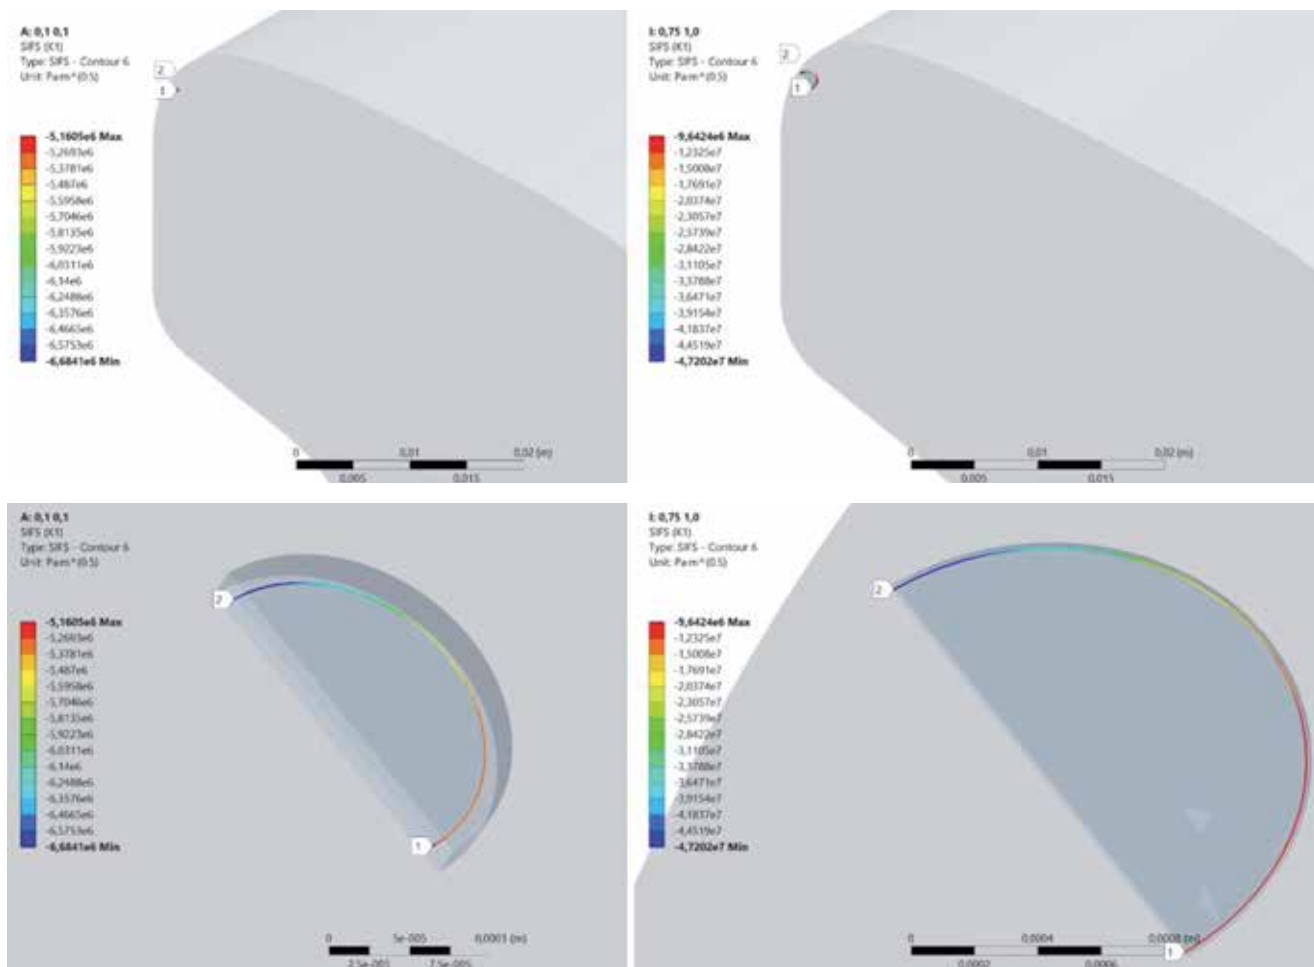 A: 0,1 0,1
SIFS (K1)
Type: SIFS - Contour 6
Unit: Pa·m^(0.5)
-5,1605e6 Max
-5,2693e6
-5,3781e6
-5,487e6
-5,5958e6
-5,7046e6
-5,8135e6
-5,9223e6
-6,0311e6
-6,14e6
-6,2488e6
-6,3576e6
-6,4665e6
-6,5753e6
-6,6841e6 Min
2
1
0
0,01
0,02 (m)
0,005
0,015
I: 0,75 1,0
SIFS (K1)
Type: SIFS - Contour 6
Unit: Pa·m^(0.5)
-9,6424e6 Max
-1,2325e7
-1,5008e7
-1,7691e7
-2,0374e7
-2,3057e7
-2,5739e7
-2,8422e7
-3,1105e7
-3,3788e7
-3,6471e7
-3,9154e7
-4,1837e7
-4,4519e7
-4,7202e7 Min
2
1
0
0,01
0,02 (m)
0,005
0,015
A: 0,1 0,1
SIFS (K1)
Type: SIFS - Contour 6
Unit: Pa·m^(0.5)
-5,1605e6 Max
-5,2693e6
-5,3781e6
-5,487e6
-5,5958e6
-5,7046e6
-5,8135e6
-5,9223e6
-6,0311e6
-6,14e6
-6,2488e6
-6,3576e6
-6,4665e6
-6,5753e6
-6,6841e6 Min
2
1
0
5e-005
0,0001 (m)
2,5e-005
7,5e-005
I: 0,75 1,0
SIFS (K1)
Type: SIFS - Contour 6
Unit: Pa·m^(0.5)
-9,6424e6 Max
-1,2325e7
-1,5008e7
-1,7691e7
-2,0374e7
-2,3057e7
-2,5739e7
-2,8422e7
-3,1105e7
-3,3788e7
-3,6471e7
-3,9154e7
-4,1837e7
-4,4519e7
-4,7202e7 Min
2
1
0
0,0004
0,0008 (m)
0,0002
0,0006